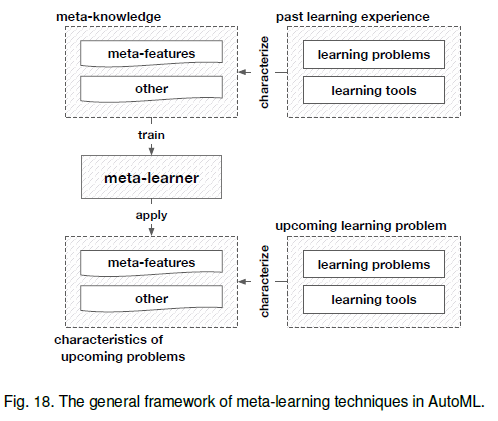 meta-knowledge
past learning experience
meta-features
other
characterize
learning problems
learning tools
train
meta-learner
apply
upcoming learning problem
meta-features
other
characterize
learning problems
learning tools
characteristics of
upcoming problems
Fig. 18. The general framework of meta-learning techniques in AutoML.